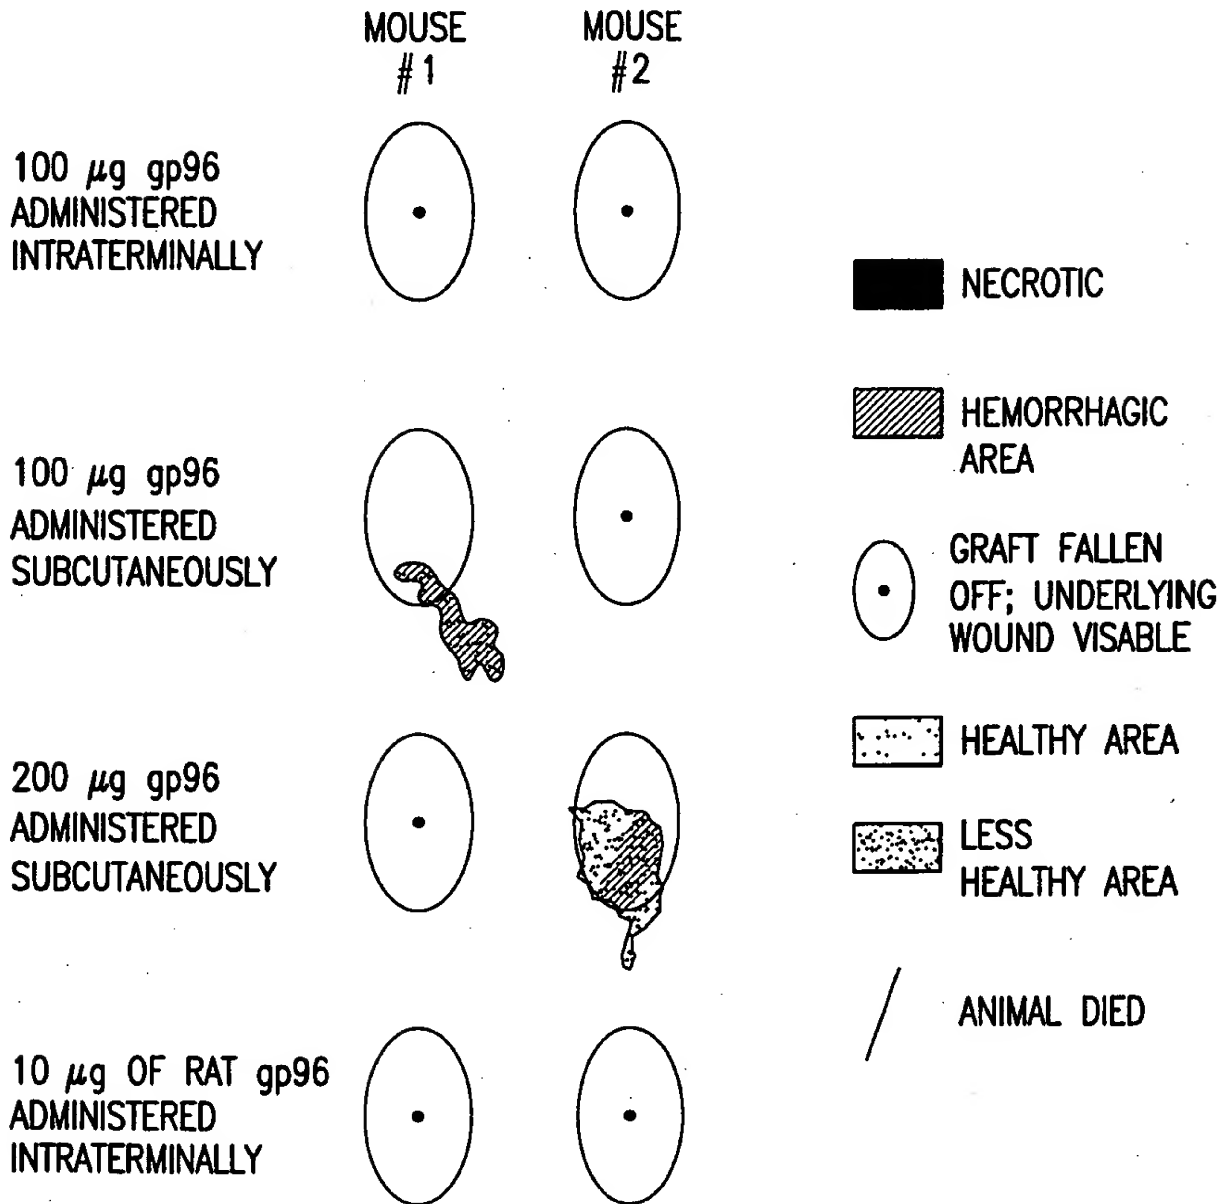 MOUSE
#1
MOUSE
#2
100 μg gp96
ADMINISTERED
INTRATERMINALLY
100 μg gp96
ADMINISTERED
SUBCUTANEOUSLY
200 μg gp96
ADMINISTERED
SUBCUTANEOUSLY
10 μg OF RAT gp96
ADMINISTERED
INTRATERMINALLY
NECROTIC
HEMORRHAGIC
AREA
GRAFT FALLEN
OFF; UNDERLYING
WOUND VISABLE
HEALTHY AREA
LESS
HEALTHY AREA
ANIMAL DIED